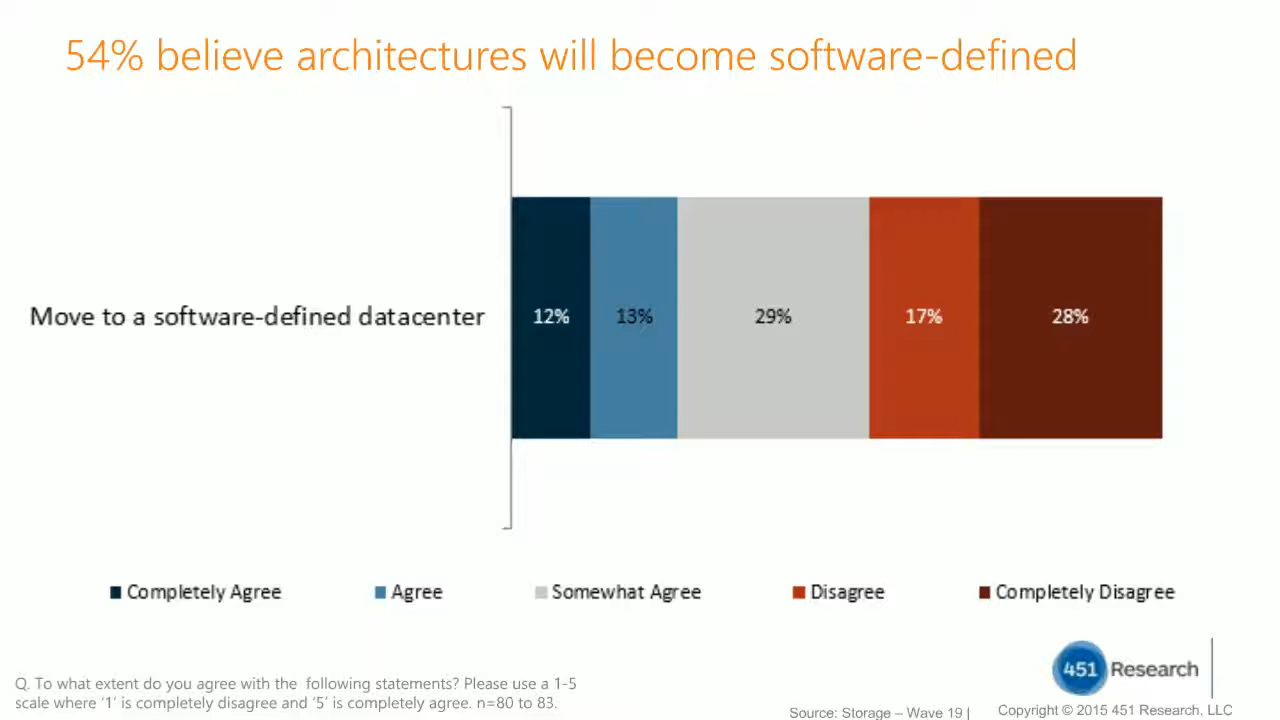 54% believe architectures will become software-defined
Move to a software-defined datacenter
12% 13% 29% 17% 28%
Completely Agree Agree Somewhat Agree Disagree Completely Disagree
451 Research
Q. To what extent do you agree with the following statements? Please use a 1-5
scale where ‘1’ is completely disagree and ‘5’ is completely agree. n=80 to 83.
Source: Storage – Wave 19 |
Copyright © 2015 451 Research, LLC